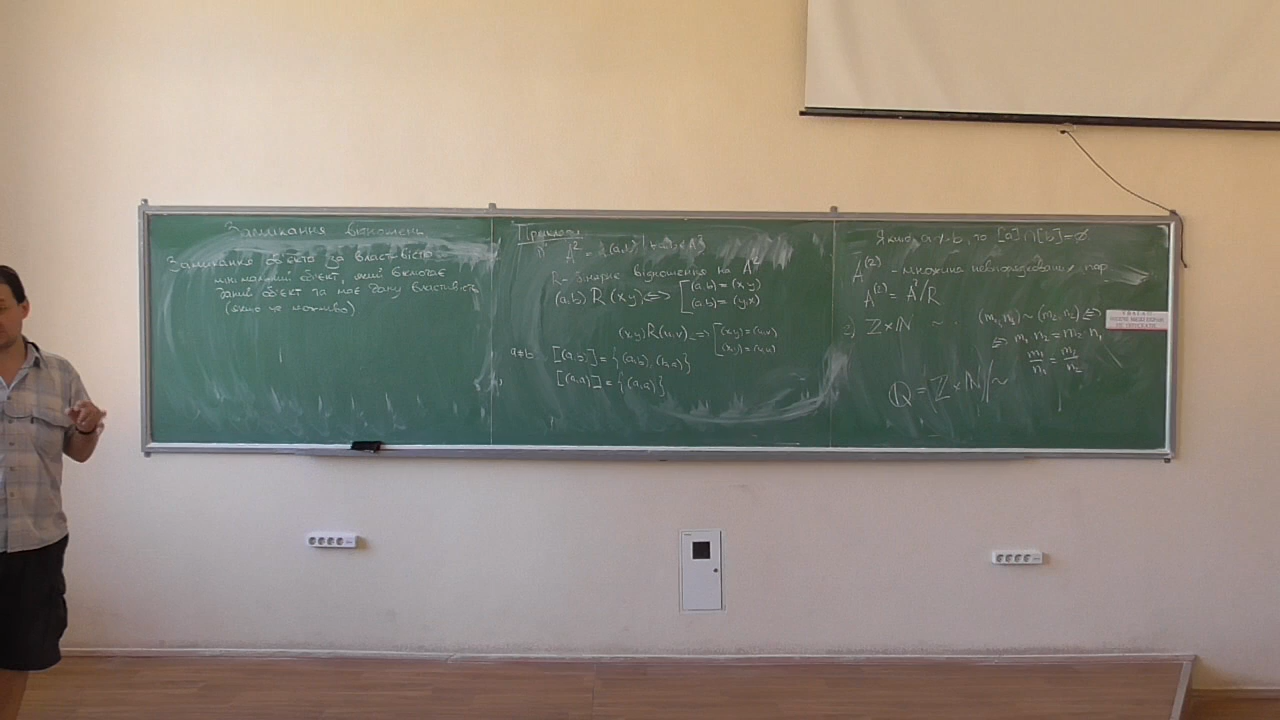 Замикання відношень
Замикання об'єкта за властивістю
мінімальний об'єкт, який включає
даний об'єкт та має дану властивість
(якщо це можливо)
Приклади
1) A² = {(a,b) | a,b ∈ A}
R - бінарне відношення на A²
(a,b) R (x,y) ⇔ [ (a,b) = (x,y)
(a,b) = (y,x)
(x,y) R (u,v) => [ (x,y) = (u,v)
(x,y) = (v,u)
a≠b [(a,b)] = {(a,b), (b,a)}
[(a,a)] = {(a,a)}
Якщо a≁b, то [a]∩[b]=∅.
A⁽²⁾ - множина невпорядкованих пар
A⁽²⁾ = A²/R
2) ℤ×ℕ ~ . (m₁,n₁) ~ (m₂,n₂) ⇔
⇔ m₁ n₂ = m₂ n₁
m₁/n₁ = m₂/n₂
ℚ = ℤ×ℕ/~